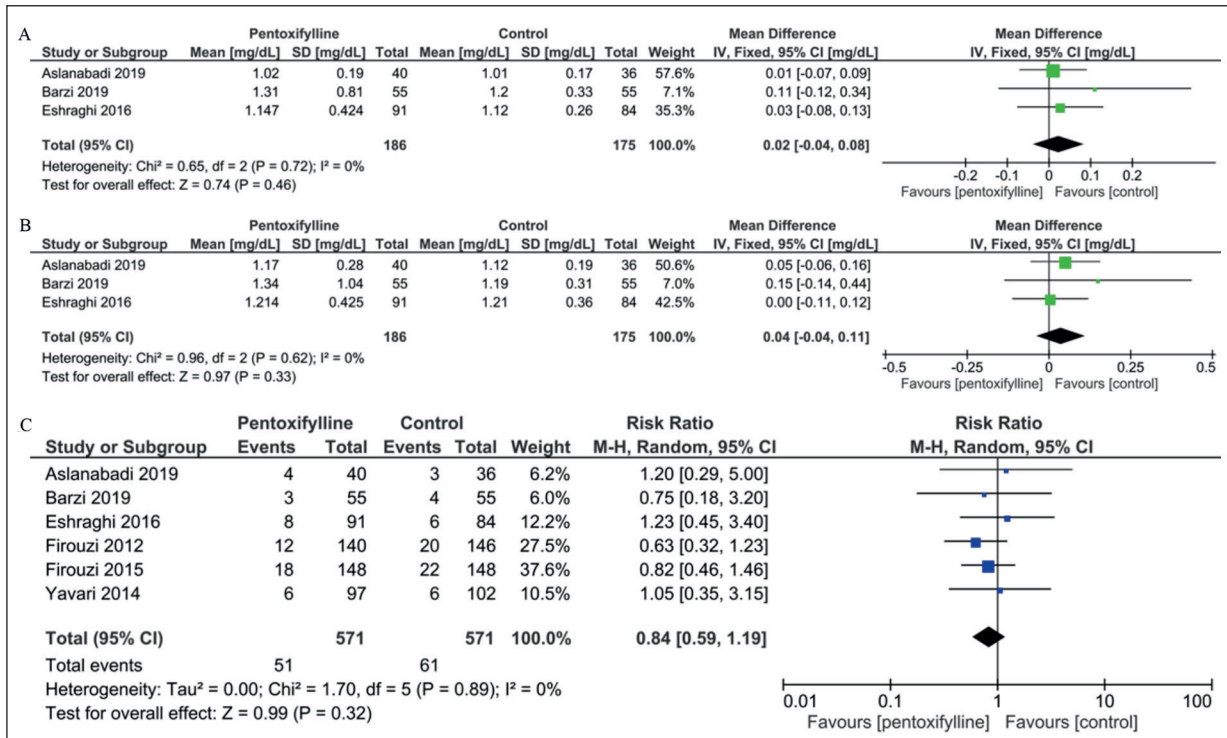 A
Pentoxifylline Control Mean Difference Mean Difference
Study or Subgroup Mean [mg/dL] SD [mg/dL] Total Mean [mg/dL] SD [mg/dL] Total Weight IV, Fixed, 95% CI [mg/dL] IV, Fixed, 95% CI [mg/dL]
Aslanabadi 2019 1.02 0.19 40 1.01 0.17 36 57.6% 0.01 [-0.07, 0.09]
Barzi 2019 1.31 0.81 55 1.2 0.33 55 7.1% 0.11 [-0.12, 0.34]
Eshraghi 2016 1.147 0.424 91 1.12 0.26 84 35.3% 0.03 [-0.08, 0.13]
Total (95% CI) 186 175 100.0% 0.02 [-0.04, 0.08]
Heterogeneity: Chi² = 0.65, df = 2 (P = 0.72); I² = 0%
Test for overall effect: Z = 0.74 (P = 0.46)
-0.2 -0.1 0 0.1 0.2
Favours [pentoxifylline] Favours [control]
B
Pentoxifylline Control Mean Difference Mean Difference
Study or Subgroup Mean [mg/dL] SD [mg/dL] Total Mean [mg/dL] SD [mg/dL] Total Weight IV, Fixed, 95% CI [mg/dL] IV, Fixed, 95% CI [mg/dL]
Aslanabadi 2019 1.17 0.28 40 1.12 0.19 36 50.6% 0.05 [-0.06, 0.16]
Barzi 2019 1.34 1.04 55 1.19 0.31 55 7.0% 0.15 [-0.14, 0.44]
Eshraghi 2016 1.214 0.425 91 1.21 0.36 84 42.5% 0.00 [-0.11, 0.12]
Total (95% CI) 186 175 100.0% 0.04 [-0.04, 0.11]
Heterogeneity: Chi² = 0.96, df = 2 (P = 0.62); I² = 0%
Test for overall effect: Z = 0.97 (P = 0.33)
-0.5 -0.25 0 0.25 0.5
Favours [pentoxifylline] Favours [control]
C
Pentoxifylline Control Risk Ratio Risk Ratio
Study or Subgroup Events Total Events Total Weight M-H, Random, 95% CI M-H, Random, 95% CI
Aslanabadi 2019 4 40 3 36 6.2% 1.20 [0.29, 5.00]
Barzi 2019 3 55 4 55 6.0% 0.75 [0.18, 3.20]
Eshraghi 2016 8 91 6 84 12.2% 1.23 [0.45, 3.40]
Firouzi 2012 12 140 20 146 27.5% 0.63 [0.32, 1.23]
Firouzi 2015 18 148 22 148 37.6% 0.82 [0.46, 1.46]
Yavari 2014 6 97 6 102 10.5% 1.05 [0.35, 3.15]
Total (95% CI) 571 571 100.0% 0.84 [0.59, 1.19]
Total events 51 61
Heterogeneity: Tau² = 0.00; Chi² = 1.70, df = 5 (P = 0.89); I² = 0%
Test for overall effect: Z = 0.99 (P = 0.32)
0.01 0.1 1 10 100
Favours [pentoxifylline] Favours [control]